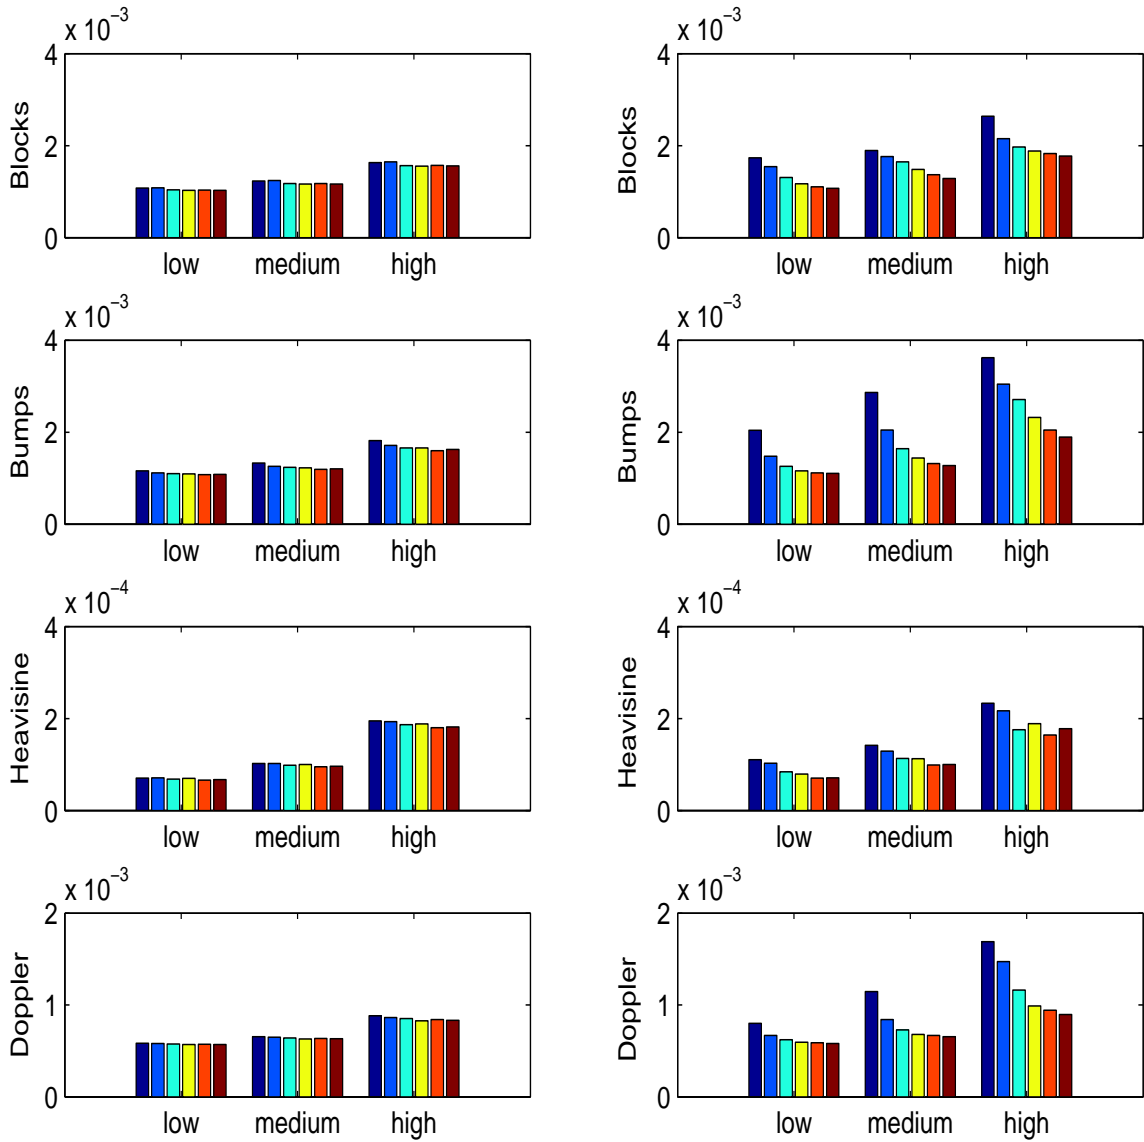 x 10⁻³
4
2
0
Blocks
low medium high
x 10⁻³
4
2
0
Blocks
low medium high
x 10⁻³
4
2
0
Bumps
low medium high
x 10⁻³
4
2
0
Bumps
low medium high
x 10⁻⁴
4
2
0
Heavisine
low medium high
x 10⁻⁴
4
2
0
Heavisine
low medium high
x 10⁻³
2
1
0
Doppler
low medium high
x 10⁻³
2
1
0
Doppler
low medium high